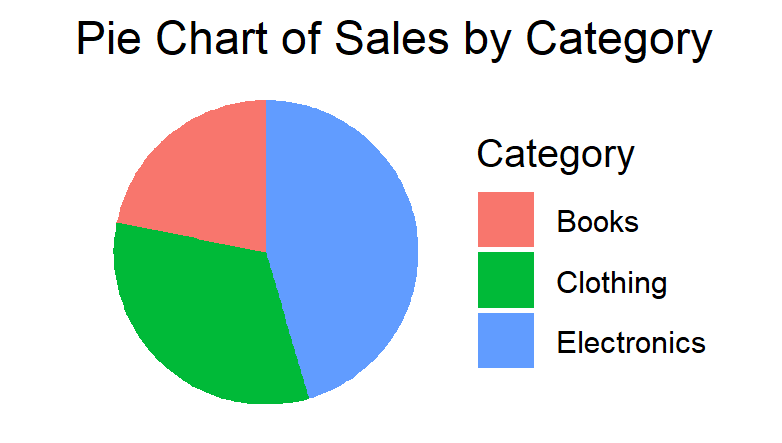 Pie Chart of Sales by Category
Category
Books
Clothing
Electronics